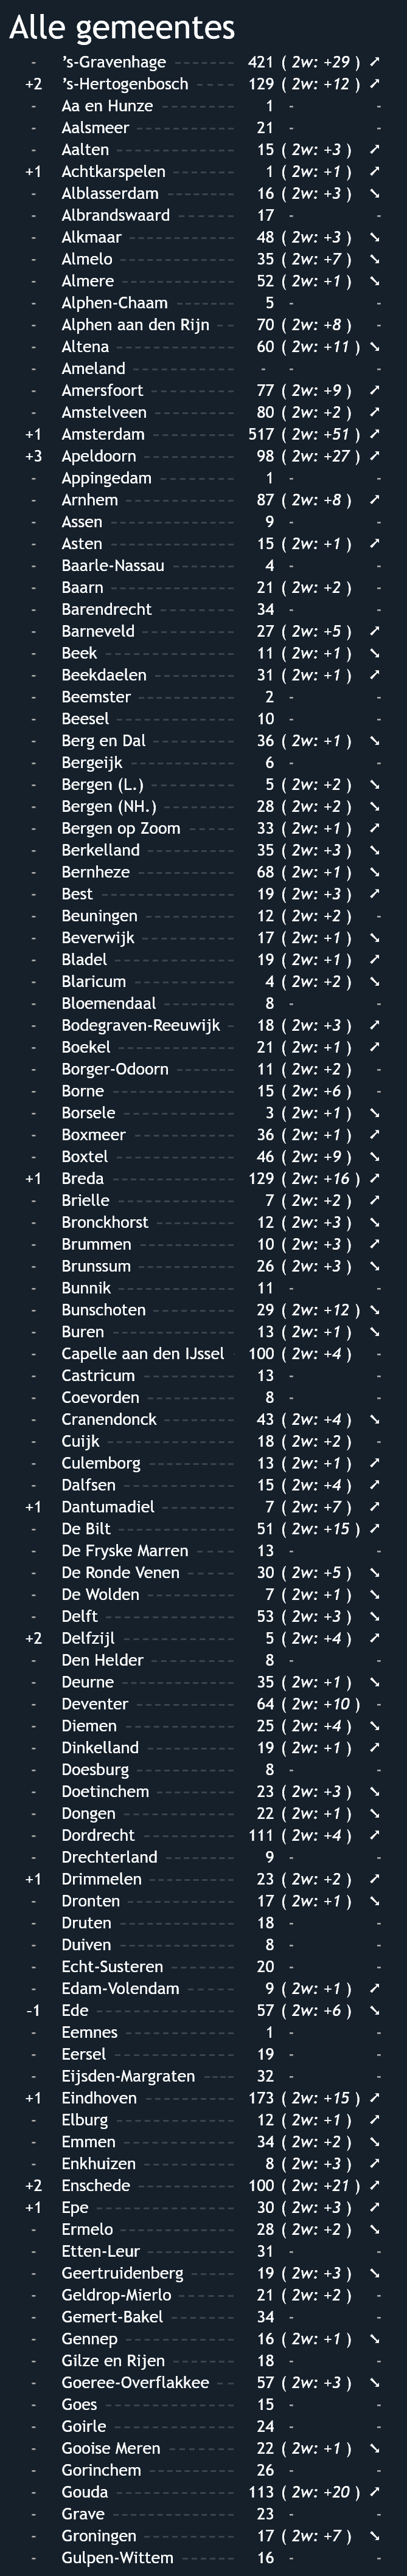 Alle gemeentes
- ’s-Gravenhage 421 ( 2w: +29 ) ↗
+2 ’s-Hertogenbosch 129 ( 2w: +12 ) ↗
- Aa en Hunze 1 - -
- Aalsmeer 21 - -
- Aalten 15 ( 2w: +3 ) ↗
+1 Achtkarspelen 1 ( 2w: +1 ) ↗
- Alblasserdam 16 ( 2w: +3 ) ↘
- Albrandswaard 17 - -
- Alkmaar 48 ( 2w: +3 ) ↘
- Almelo 35 ( 2w: +7 ) ↘
- Almere 52 ( 2w: +1 ) ↘
- Alphen-Chaam 5 - -
- Alphen aan den Rijn 70 ( 2w: +8 ) -
- Altena 60 ( 2w: +11 ) ↘
- Ameland - - -
- Amersfoort 77 ( 2w: +9 ) ↗
- Amstelveen 80 ( 2w: +2 ) ↗
+1 Amsterdam 517 ( 2w: +51 ) ↗
+3 Apeldoorn 98 ( 2w: +27 ) ↗
- Appingedam 1 - -
- Arnhem 87 ( 2w: +8 ) ↗
- Assen 9 - -
- Asten 15 ( 2w: +1 ) ↗
- Baarle-Nassau 4 - -
- Baarn 21 ( 2w: +2 ) -
- Barendrecht 34 - -
- Barneveld 27 ( 2w: +5 ) ↗
- Beek 11 ( 2w: +1 ) ↘
- Beekdaelen 31 ( 2w: +1 ) ↗
- Beemster 2 - -
- Beesel 10 - -
- Berg en Dal 36 ( 2w: +1 ) ↘
- Bergeijk 6 - -
- Bergen (L.) 5 ( 2w: +2 ) ↘
- Bergen (NH.) 28 ( 2w: +2 ) ↘
- Bergen op Zoom 33 ( 2w: +1 ) ↗
- Berkelland 35 ( 2w: +3 ) ↘
- Bernheze 68 ( 2w: +1 ) ↘
- Best 19 ( 2w: +3 ) ↗
- Beuningen 12 ( 2w: +2 ) -
- Beverwijk 17 ( 2w: +1 ) ↘
- Bladel 19 ( 2w: +1 ) ↗
- Blaricum 4 ( 2w: +2 ) ↘
- Bloemendaal 8 - -
- Bodegraven-Reeuwijk 18 ( 2w: +3 ) ↗
- Boekel 21 ( 2w: +1 ) ↗
- Borger-Odoorn 11 ( 2w: +2 ) -
- Borne 15 ( 2w: +6 ) -
- Borsele 3 ( 2w: +1 ) ↘
- Boxmeer 36 ( 2w: +1 ) ↗
- Boxtel 46 ( 2w: +9 ) ↘
+1 Breda 129 ( 2w: +16 ) ↗
- Brielle 7 ( 2w: +2 ) ↗
- Bronckhorst 12 ( 2w: +3 ) ↘
- Brummen 10 ( 2w: +3 ) ↗
- Brunssum 26 ( 2w: +3 ) ↘
- Bunnik 11 - -
- Bunschoten 29 ( 2w: +12 ) ↘
- Buren 13 ( 2w: +1 ) ↘
- Capelle aan den IJssel 100 ( 2w: +4 ) -
- Castricum 13 - -
- Coevorden 8 - -
- Cranendonck 43 ( 2w: +4 ) ↘
- Cuijk 18 ( 2w: +2 ) -
- Culemborg 13 ( 2w: +1 ) ↗
- Dalfsen 15 ( 2w: +4 ) ↗
+1 Dantumadiel 7 ( 2w: +7 ) ↗
- De Bilt 51 ( 2w: +15 ) ↗
- De Fryske Marren 13 - -
- De Ronde Venen 30 ( 2w: +5 ) ↘
- De Wolden 7 ( 2w: +1 ) ↘
- Delft 53 ( 2w: +3 ) ↘
+2 Delfzijl 5 ( 2w: +4 ) ↗
- Den Helder 8 - -
- Deurne 35 ( 2w: +1 ) ↘
- Deventer 64 ( 2w: +10 ) -
- Diemen 25 ( 2w: +4 ) ↘
- Dinkelland 19 ( 2w: +1 ) ↗
- Doesburg 8 - -
- Doetinchem 23 ( 2w: +3 ) ↘
- Dongen 22 ( 2w: +1 ) ↘
- Dordrecht 111 ( 2w: +4 ) ↗
- Drechterland 9 - -
+1 Drimmelen 23 ( 2w: +2 ) ↗
- Dronten 17 ( 2w: +1 ) ↘
- Druten 18 - -
- Duiven 8 - -
- Echt-Susteren 20 - -
- Edam-Volendam 9 ( 2w: +1 ) ↗
-1 Ede 57 ( 2w: +6 ) ↘
- Eemnes 1 - -
- Eersel 19 - -
- Eijsden-Margraten 32 - -
+1 Eindhoven 173 ( 2w: +15 ) ↗
- Elburg 12 ( 2w: +1 ) ↗
- Emmen 34 ( 2w: +2 ) ↘
- Enkhuizen 8 ( 2w: +3 ) ↗
+2 Enschede 100 ( 2w: +21 ) ↗
+1 Epe 30 ( 2w: +3 ) ↗
- Ermelo 28 ( 2w: +2 ) ↘
- Etten-Leur 31 - -
- Geertruidenberg 19 ( 2w: +3 ) ↘
- Geldrop-Mierlo 21 ( 2w: +2 ) -
- Gemert-Bakel 34 - -
- Gennep 16 ( 2w: +1 ) ↘
- Gilze en Rijen 18 - -
- Goeree-Overflakkee 57 ( 2w: +3 ) ↘
- Goes 15 - -
- Goirle 24 - -
- Gooise Meren 22 ( 2w: +1 ) ↘
- Gorinchem 26 - -
- Gouda 113 ( 2w: +20 ) ↗
- Grave 23 - -
- Groningen 17 ( 2w: +7 ) ↘
- Gulpen-Wittem 16 - -